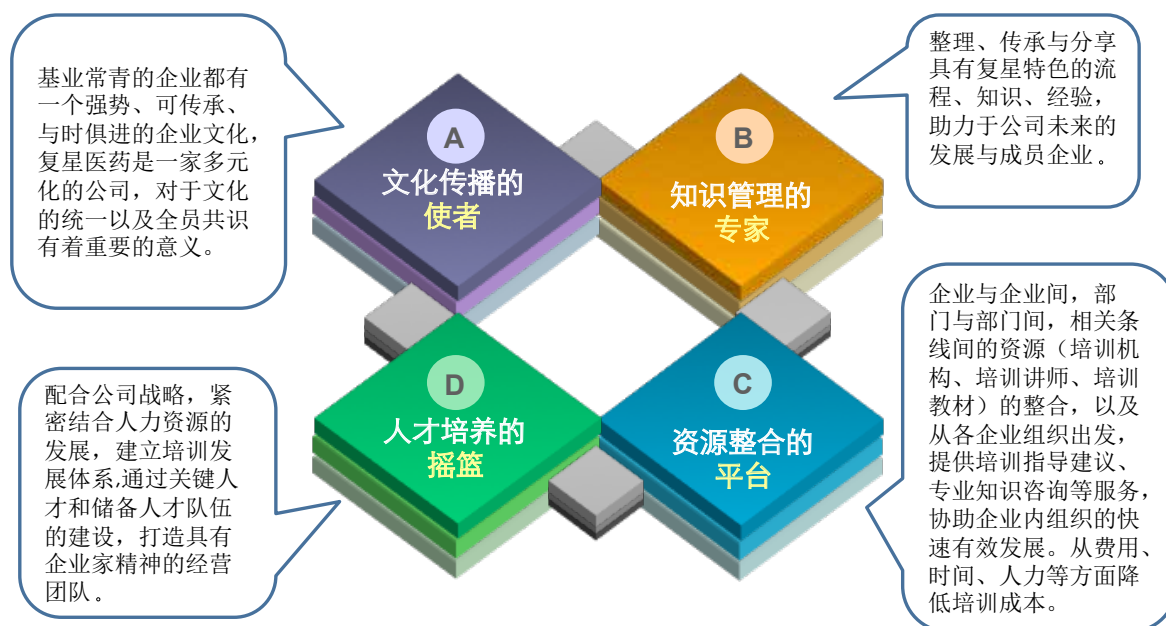 基业常青的企业都有
一个强势、可传承、
与时俱进的企业文化，
复星医药是一家多元
化的公司，对于文化
的统一以及全员共识
有着重要的意义。
A
文化传播的
使者
B
知识管理的
专家
整理、传承与分享
具有复星特色的流
程、知识、经验，
助力于公司未来的
发展与成员企业。
配合公司战略，紧
密结合人力资源的
发展，建立培训发
展体系,通过关键人
才和储备人才队伍
的建设，打造具有
企业家精神的经营
团队。
D
人才培养的
摇篮
C
资源整合的
平台
企业与企业间，部
门与部门间，相关条
线间的资源（培训机
构、培训讲师、培训
教材）的整合，以及
从各企业组织出发，
提供培训指导建议、
专业知识咨询等服务，
协助企业内组织的快
速有效发展。从费用、
时间、人力等方面降
低培训成本。